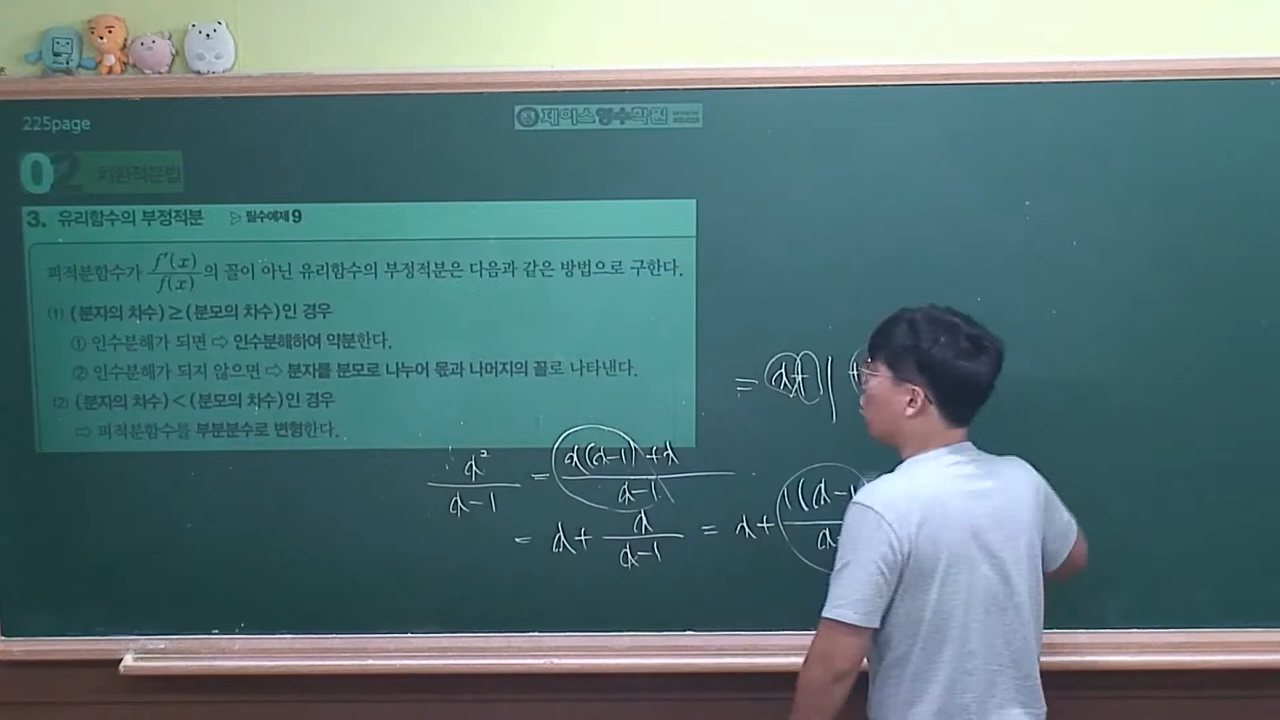 225page
제이스영수학원
02 치환적분법
3. 유리함수의 부정적분 ▷ 필수예제 9
피적분함수가 f'(x)/f(x) 의 꼴이 아닌 유리함수의 부정적분은 다음과 같은 방법으로 구한다.
(1) (분자의 차수)≥(분모의 차수)인 경우
① 인수분해가 되면 ⇨ 인수분해하여 약분한다.
② 인수분해가 되지 않으면 ⇨ 분자를 분모로 나누어 몫과 나머지의 꼴로 나타낸다.
(2) (분자의 차수)<(분모의 차수)인 경우
⇨ 피적분함수를 부분분수로 변형한다.
= x+1 +
x²/(x-1) = (x(x-1)+x)/(x-1)
= x + x/(x-1) = x + 1(x-1